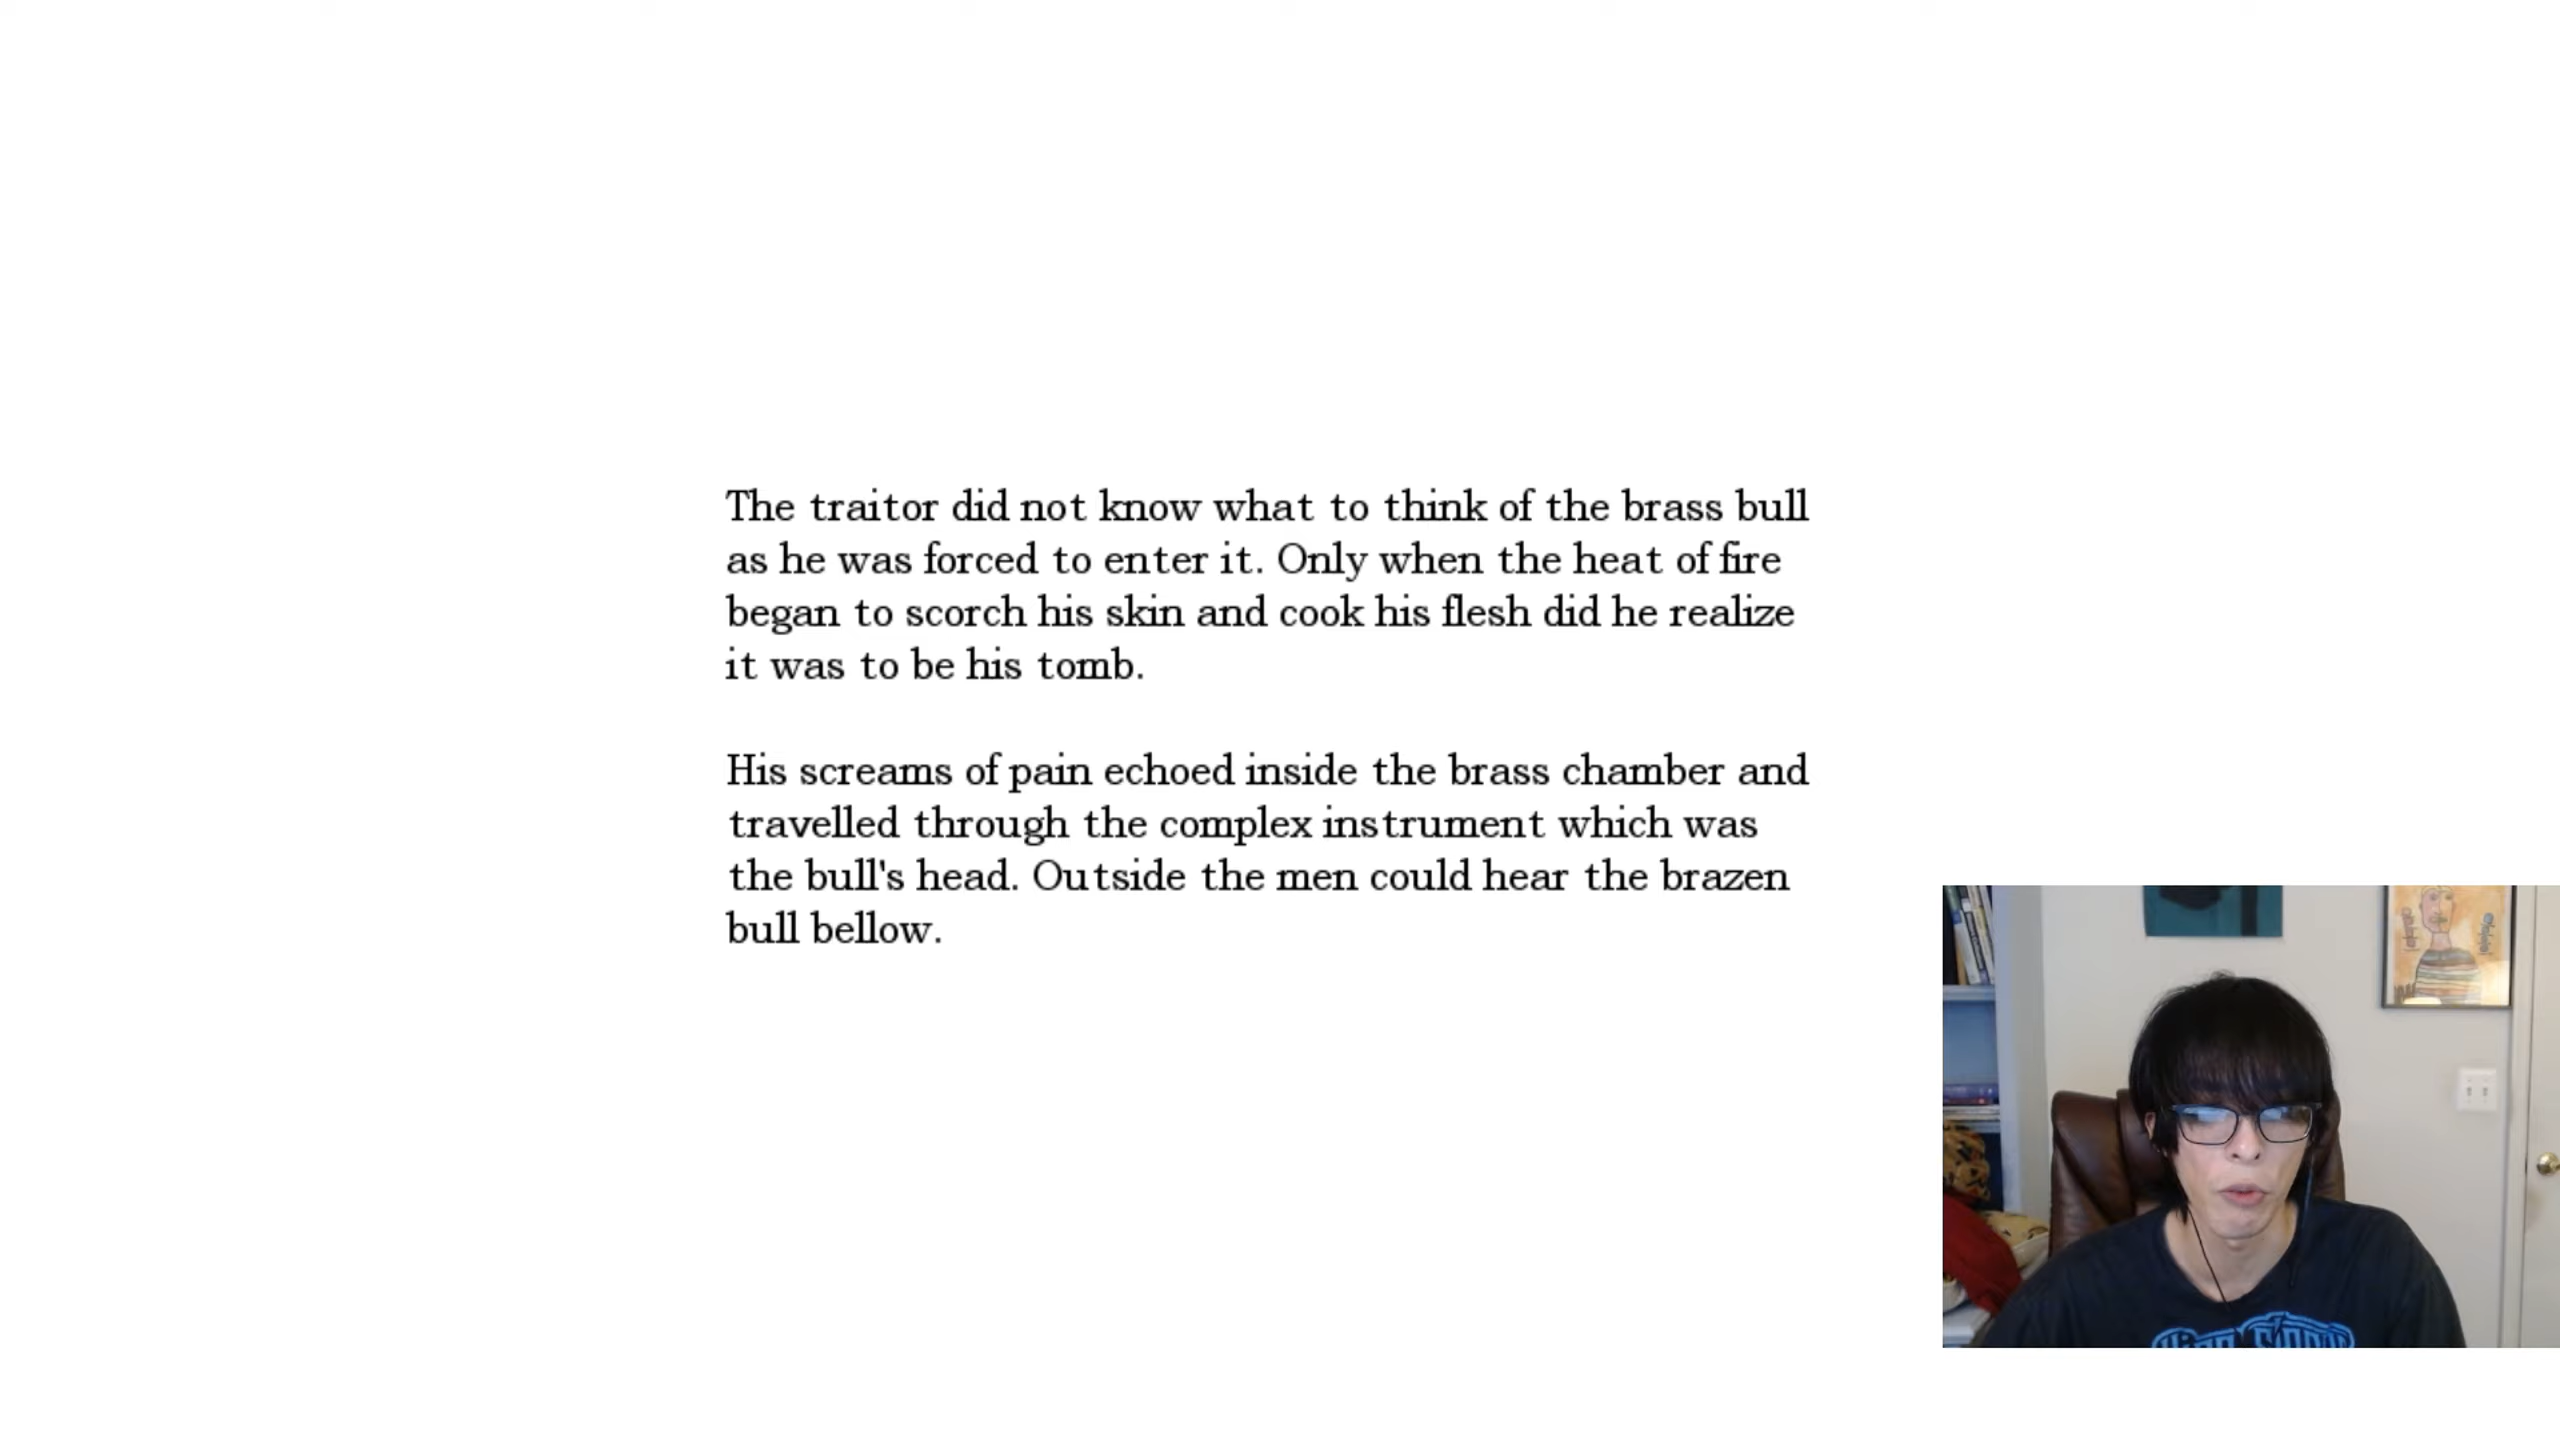 The traitor did not know what to think of the brass bull
as he was forced to enter it. Only when the heat of fire
began to scorch his skin and cook his flesh did he realize
it was to be his tomb.
His screams of pain echoed inside the brass chamber and
travelled through the complex instrument which was
the bull's head. Outside the men could hear the brazen
bull bellow.